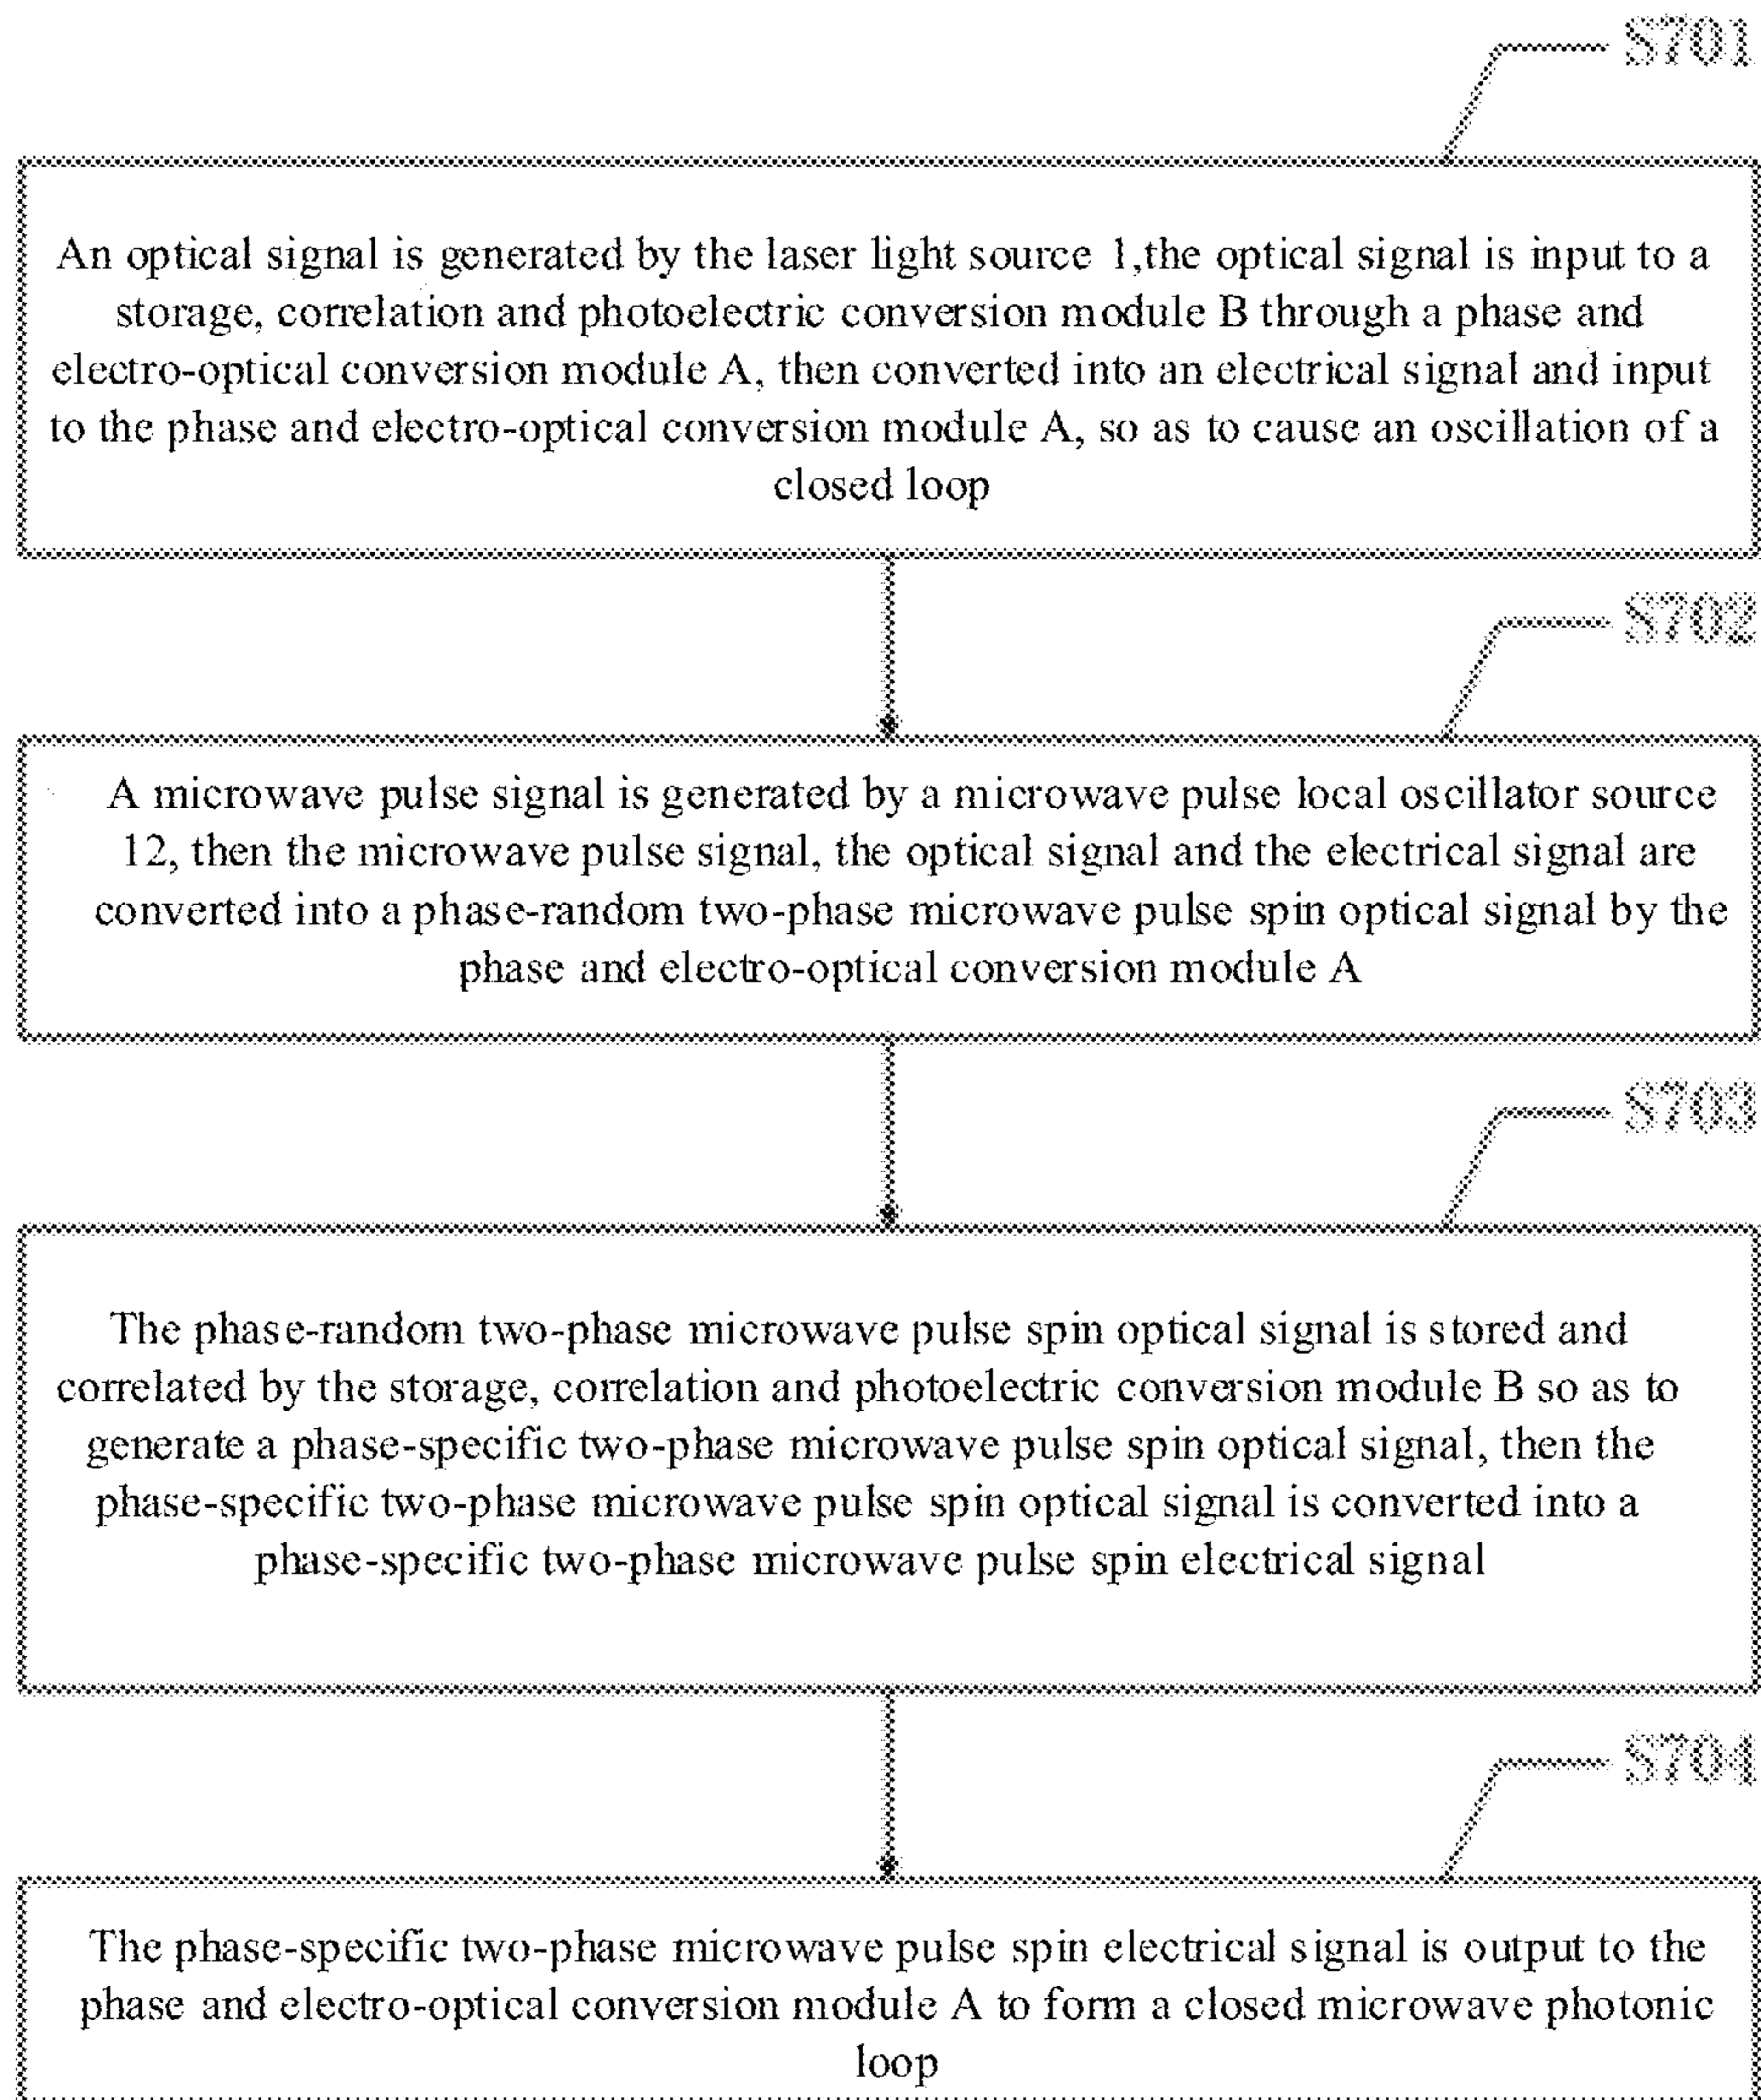 S701
An optical signal is generated by the laser light source 1,the optical signal is input to a
storage, correlation and photoelectric conversion module B through a phase and
electro-optical conversion module A, then converted into an electrical signal and input
to the phase and electro-optical conversion module A, so as to cause an oscillation of a
closed loop
S702
A microwave pulse signal is generated by a microwave pulse local oscillator source
12, then the microwave pulse signal, the optical signal and the electrical signal are
converted into a phase-random two-phase microwave pulse spin optical signal by the
phase and electro-optical conversion module A
S703
The phase-random two-phase microwave pulse spin optical signal is stored and
correlated by the storage, correlation and photoelectric conversion module B so as to
generate a phase-specific two-phase microwave pulse spin optical signal, then the
phase-specific two-phase microwave pulse spin optical signal is converted into a
phase-specific two-phase microwave pulse spin electrical signal
S704
The phase-specific two-phase microwave pulse spin electrical signal is output to the
phase and electro-optical conversion module A to form a closed microwave photonic
loop